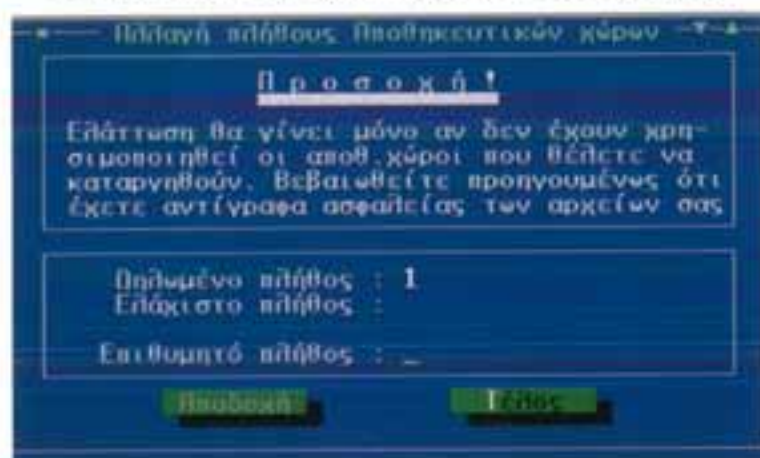 Αλλαγή πλήθους Αποθηκευτικών χώρων
Προσοχή!
Ελάττωση θα γίνει μόνο αν δεν έχουν χρη-
σιμοποιηθεί οι αποθ.χώροι που θέλετε να
καταργηθούν. Βεβαιωθείτε προηγουμένως ότι
έχετε αντίγραφα ασφαλείας των αρχείων σας
Δηλωμένο πλήθος : 1
Ελάχιστο πλήθος :
Επιθυμητό πλήθος : _
Αποδοχή
Τέλος